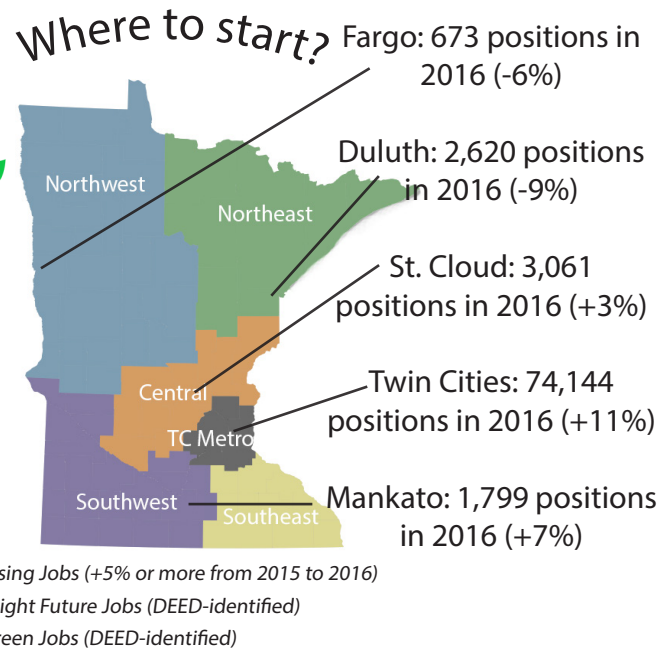 Where to start?
Fargo: 673 positions in
2016 (-6%)
Duluth: 2,620 positions
in 2016 (-9%)
Northwest
Northeast
St. Cloud: 3,061
positions in 2016 (+3%)
Twin Cities: 74,144
positions in 2016 (+11%)
Central
TC Metro
Mankato: 1,799 positions
in 2016 (+7%)
Southwest
Southeast
sing Jobs (+5% or more from 2015 to 2016)
ight Future Jobs (DEED-identified)
een Jobs (DEED-identified)